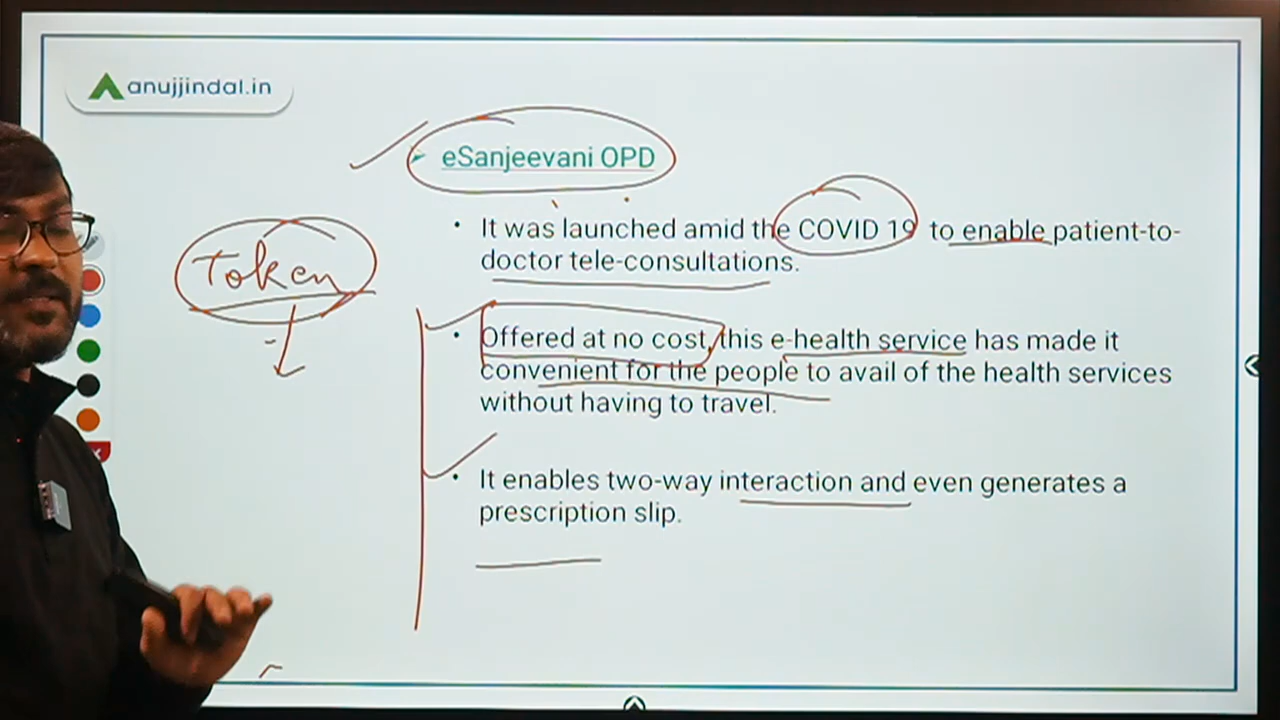 anujjindal.in
eSanjeevani OPD
• It was launched amid the COVID 19 to enable patient-to-
doctor tele-consultations.
Token
• Offered at no cost, this e-health service has made it
convenient for the people to avail of the health services
without having to travel.
• It enables two-way interaction and even generates a
prescription slip.